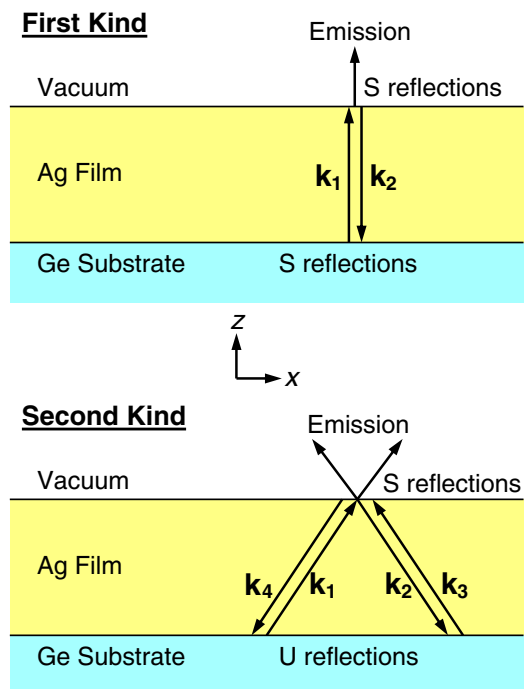 First Kind
Emission
Vacuum
S reflections
Ag Film
k1
k2
Ge Substrate
S reflections
z
x
Second Kind
Emission
Vacuum
S reflections
Ag Film
k4
k1
k2
k3
Ge Substrate
U reflections